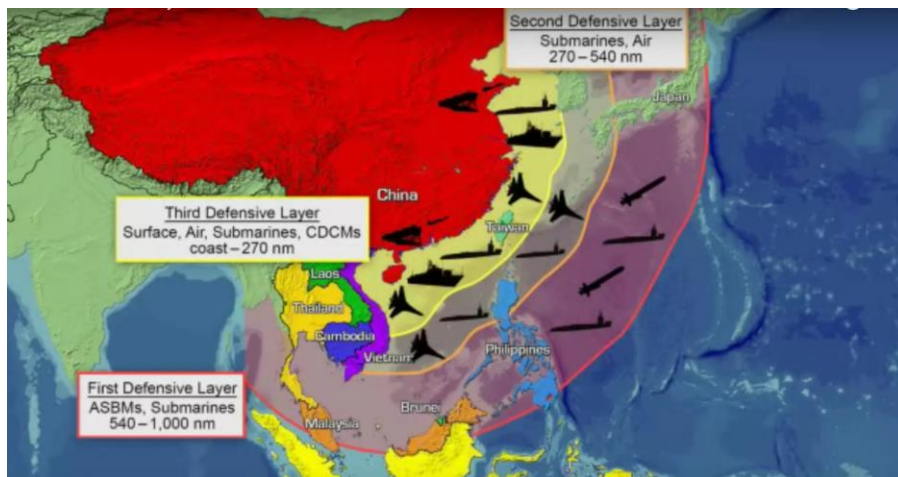 Second Defensive Layer
Submarines, Air
270 – 540 nm
Japan
China
Third Defensive Layer
Surface, Air, Submarines, CDCMs
coast – 270 nm
Taiwan
Laos
Thailand
Cambodia
Vietnam
Philippines
First Defensive Layer
ASBMs, Submarines
540 – 1,000 nm
Brunei
Malaysia